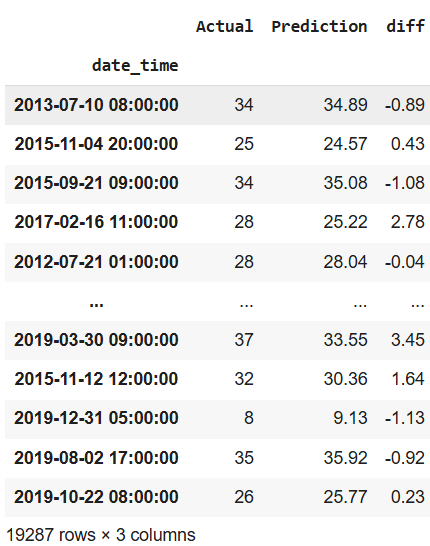 Actual Prediction diff
date_time
2013-07-10 08:00:00 34 34.89 -0.89
2015-11-04 20:00:00 25 24.57 0.43
2015-09-21 09:00:00 34 35.08 -1.08
2017-02-16 11:00:00 28 25.22 2.78
2012-07-21 01:00:00 28 28.04 -0.04
... ... ... ...
2019-03-30 09:00:00 37 33.55 3.45
2015-11-12 12:00:00 32 30.36 1.64
2019-12-31 05:00:00 8 9.13 -1.13
2019-08-02 17:00:00 35 35.92 -0.92
2019-10-22 08:00:00 26 25.77 0.23
19287 rows × 3 columns